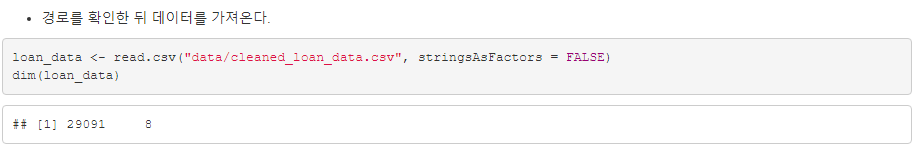 • 경로를 확인한 뒤 데이터를 가져온다.
loan_data <- read.csv("data/cleaned_loan_data.csv", stringsAsFactors = FALSE)
dim(loan_data)
## [1] 29091     8